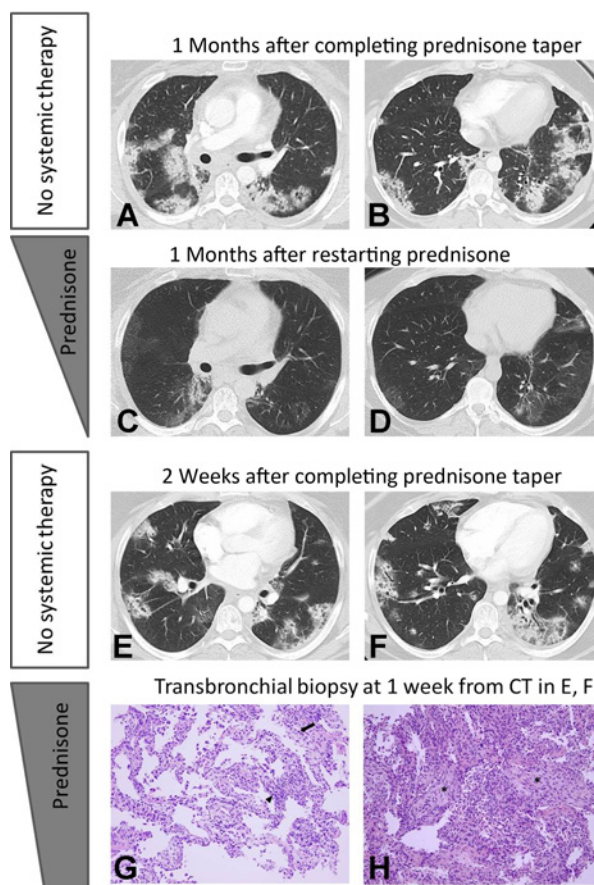 No systemic therapy
1 Months after completing prednisone taper
A
B
Prednisone
1 Months after restarting prednisone
C
D
No systemic therapy
2 Weeks after completing prednisone taper
E
F
Prednisone
Transbronchial biopsy at 1 week from CT in E, F
G
*
*
H